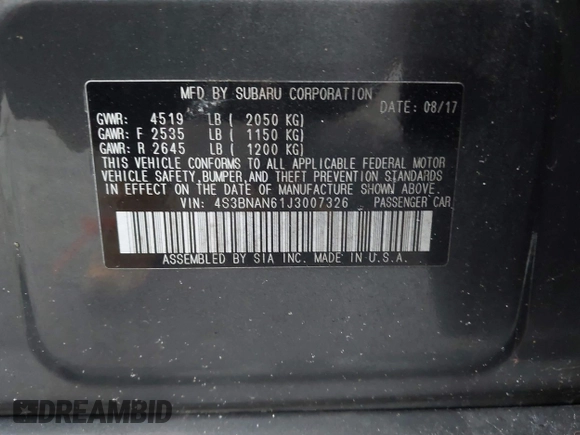 MFD BY SUBARU CORPORATION
DATE: 08/17
GVWR: 4519 LB ( 2050 KG)
GAWR: F 2535 LB ( 1150 KG)
GAWR: R 2645 LB ( 1200 KG)
THIS VEHICLE CONFORMS TO ALL APPLICABLE FEDERAL MOTOR
VEHICLE SAFETY, BUMPER, AND THEFT PREVENTION STANDARDS
IN EFFECT ON THE DATE OF MANUFACTURE SHOWN ABOVE.
VIN: 4S3BNAN61J3007326 PASSENGER CAR
ASSEMBLED BY SIA INC. MADE IN U.S.A.
DREAMBID